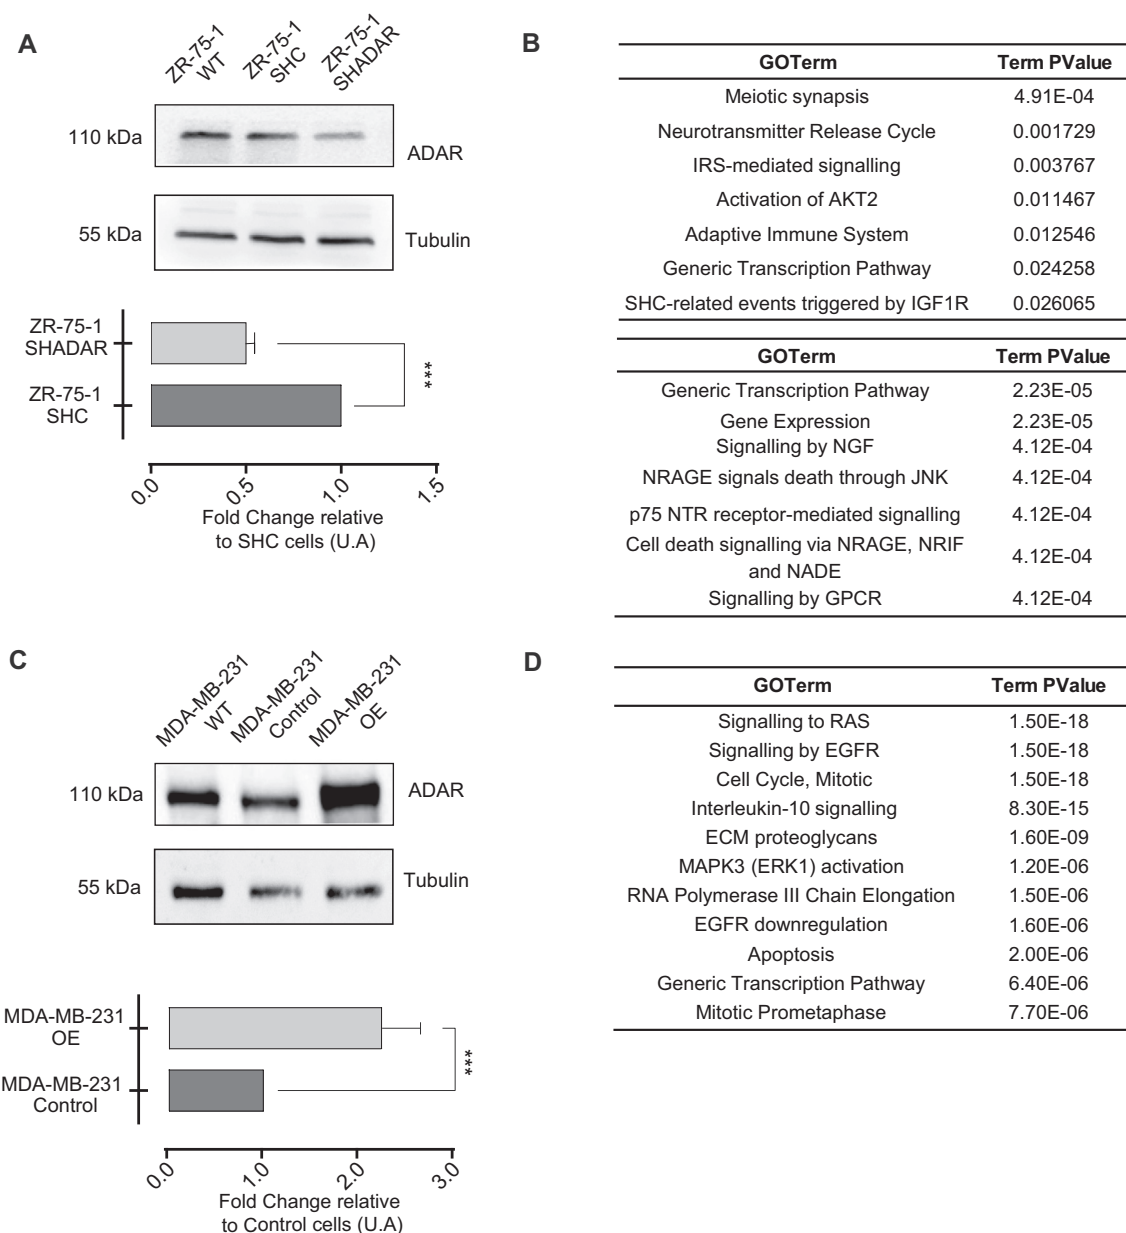 A
ZR-75-1
WT
ZR-75-1
SHC
ZR-75-1
SHADAR
110 kDa
ADAR
55 kDa
Tubulin
ZR-75-1
SHADAR
ZR-75-1
SHC
***
0.0
0.5
1.0
1.5
Fold Change relative
to SHC cells (U.A)
B
GOTerm Term PValue
Meiotic synapsis 4.91E-04
Neurotransmitter Release Cycle 0.001729
IRS-mediated signalling 0.003767
Activation of AKT2 0.011467
Adaptive Immune System 0.012546
Generic Transcription Pathway 0.024258
SHC-related events triggered by IGF1R 0.026065
GOTerm Term PValue
Generic Transcription Pathway 2.23E-05
Gene Expression 2.23E-05
Signalling by NGF 4.12E-04
NRAGE signals death through JNK 4.12E-04
p75 NTR receptor-mediated signalling 4.12E-04
Cell death signalling via NRAGE, NRIF
and NADE 4.12E-04
Signalling by GPCR 4.12E-04
C
MDA-MB-231
WT
MDA-MB-231
Control
MDA-MB-231
OE
110 kDa
ADAR
55 kDa
Tubulin
MDA-MB-231
OE
MDA-MB-231
Control
***
0.0
1.0
2.0
3.0
Fold Change relative
to Control cells (U.A)
D
GOTerm Term PValue
Signalling to RAS 1.50E-18
Signalling by EGFR 1.50E-18
Cell Cycle, Mitotic 1.50E-18
Interleukin-10 signalling 8.30E-15
ECM proteoglycans 1.60E-09
MAPK3 (ERK1) activation 1.20E-06
RNA Polymerase III Chain Elongation 1.50E-06
EGFR downregulation 1.60E-06
Apoptosis 2.00E-06
Generic Transcription Pathway 6.40E-06
Mitotic Prometaphase 7.70E-06